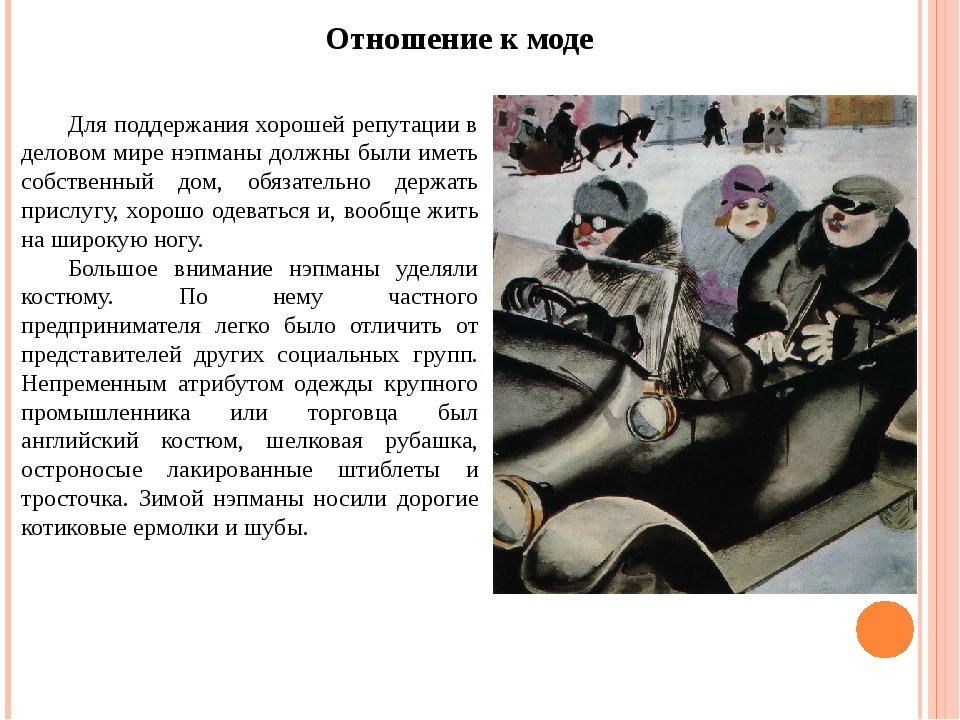 Отношение к моде
Для поддержания хорошей репутации в
деловом мире нэпманы должны были иметь
собственный дом, обязательно держать
прислугу, хорошо одеваться и, вообще жить
на широкую ногу.
Большое внимание нэпманы уделяли
костюму. По нему частного
предпринимателя легко было отличить от
представителей других социальных групп.
Непременным атрибутом одежды крупного
промышленника или торговца был
английский костюм, шелковая рубашка,
остроносые лакированные штиблеты и
тросточка. Зимой нэпманы носили дорогие
котиковые ермолки и шубы.